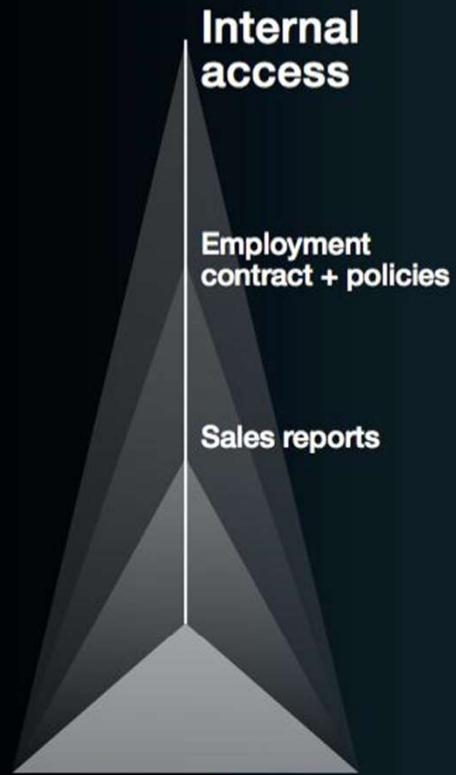 Internal
access
Employment
contract + policies
Sales reports